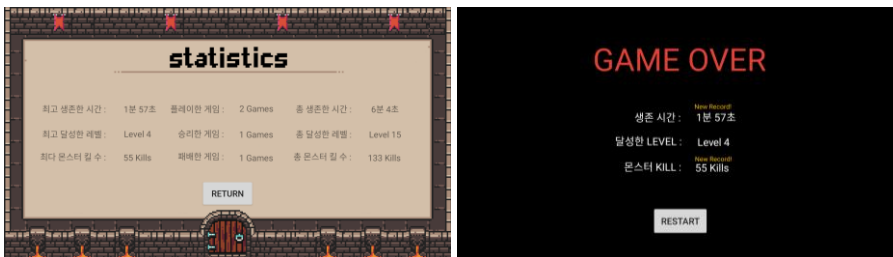 statistics
최고 생존한 시간 : 1분 57초 플레이한 게임 : 2 Games 총 생존한 시간 : 6분 4초
최고 달성한 레벨 : Level 4 승리한 게임 : 1 Games 총 달성한 레벨 : Level 15
최다 몬스터 킬 수 : 55 Kills 패배한 게임 : 1 Games 총 몬스터 킬 수 : 133 Kills
RETURN
GAME OVER
New Record!
생존 시간 : 1분 57초
달성한 LEVEL : Level 4
New Record!
몬스터 KILL : 55 Kills
RESTART